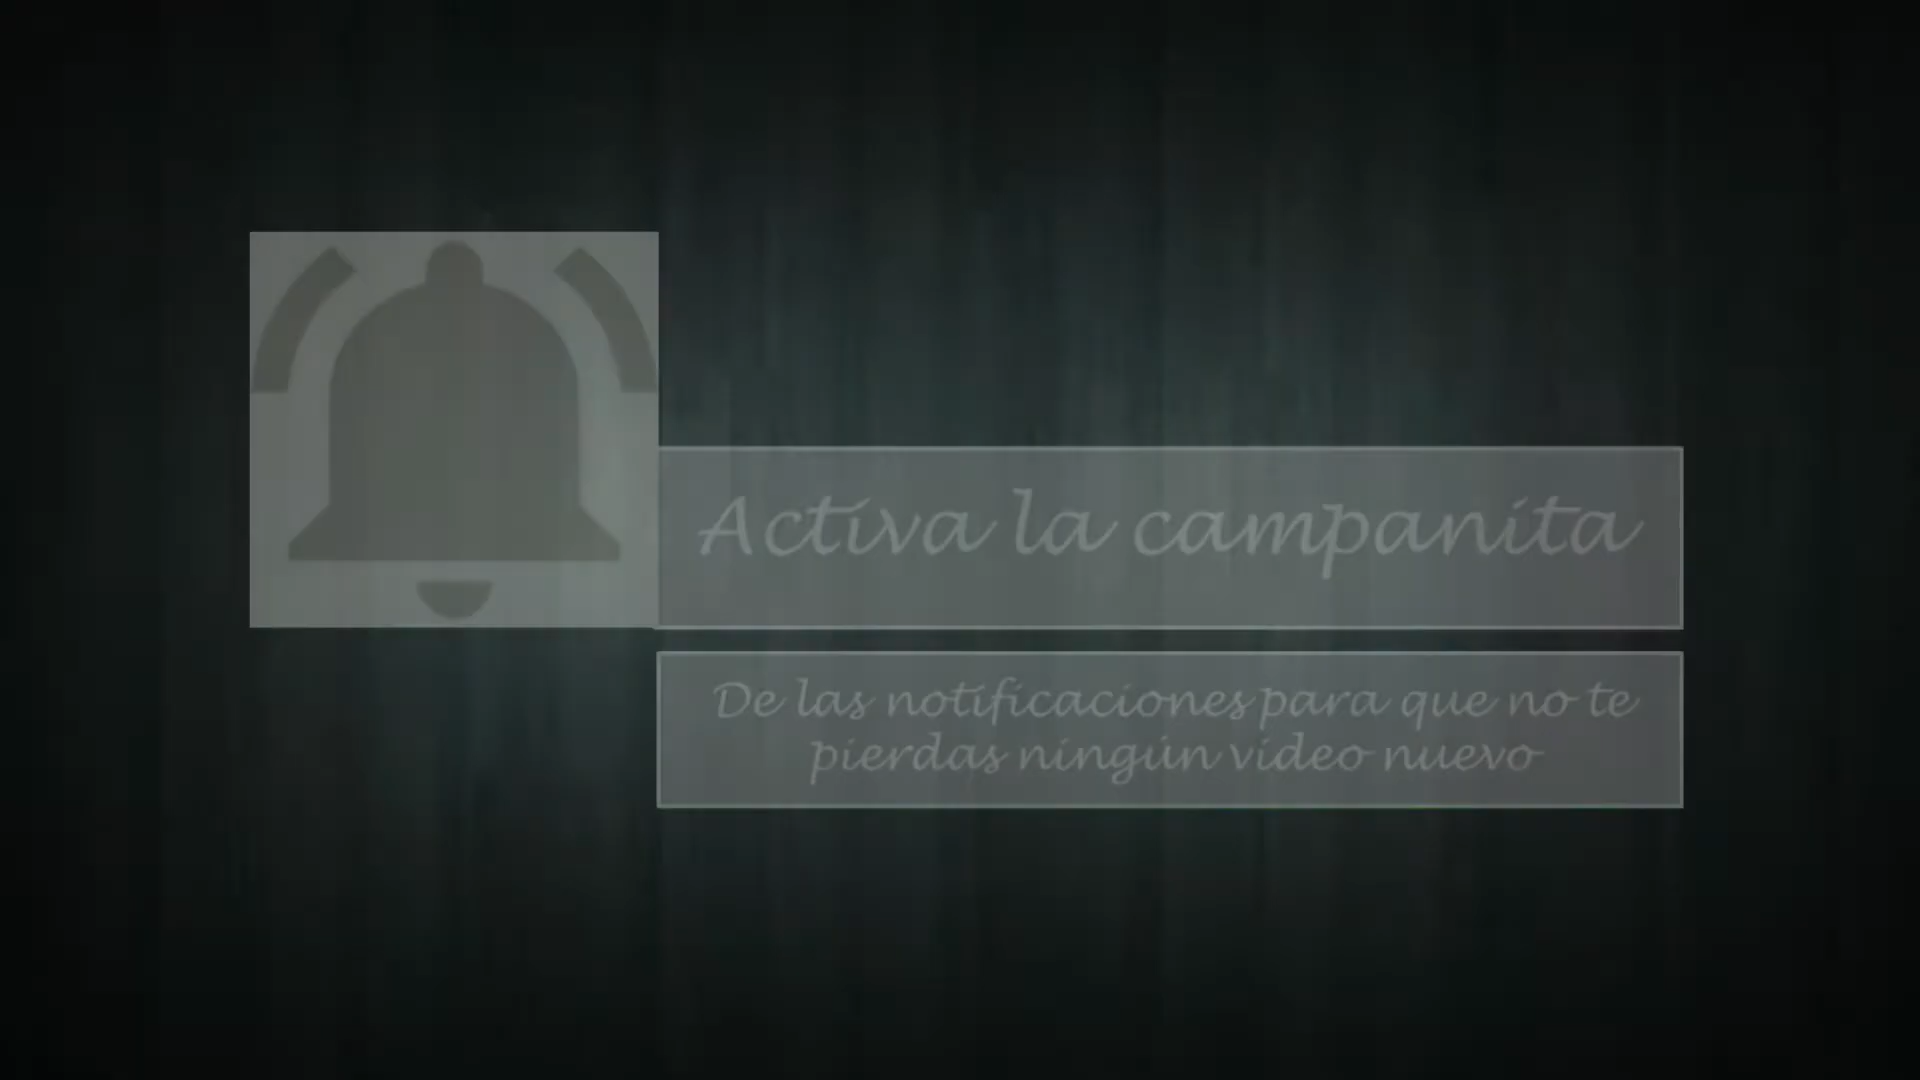 Activa la campanita
De las notificaciones para que no te
pierdas ningún video nuevo